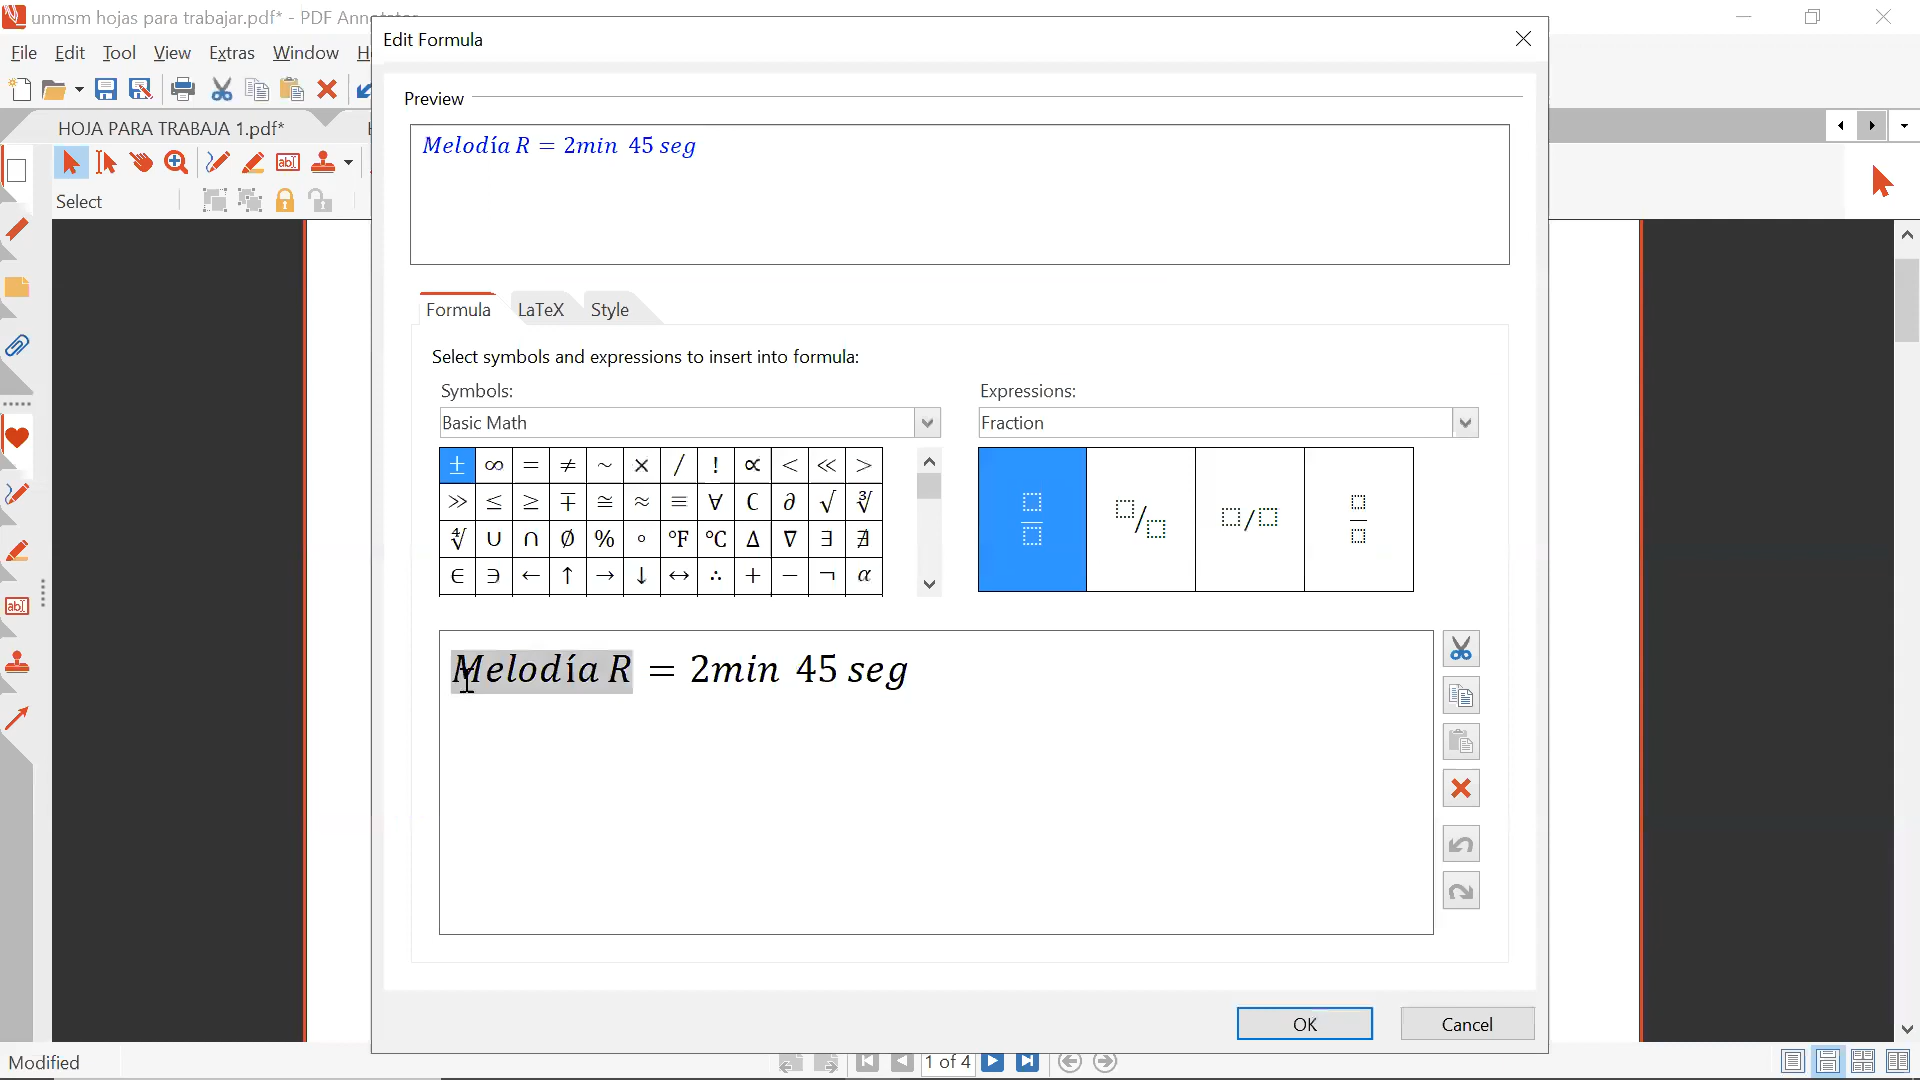 unmsm hojas para trabajar.pdf* - PDF Annotator
Edit Formula
File Edit Tool View Extras Window
Preview
HOJA PARA TRABAJA 1.pdf*
Melodía R = 2min 45 seg
Select
Formula LaTeX Style
Select symbols and expressions to insert into formula:
Symbols: Expressions:
Basic Math Fraction
± ∞ = ≠ ~ × / ! ∝ < ≪ >
≫ ≤ ≥ ∓ ≅ ≈ ≡ ∀ ∁ ∂ √ ∛
∜ ∪ ∩ ∅ % ° °F °C ∆ ∇ ∃ ∄
∈ ∋ ← ↑ → ↓ ↔ ∴ + − ¬ α
Melodía R = 2min 45 seg
OK Cancel
Modified 1 of 4